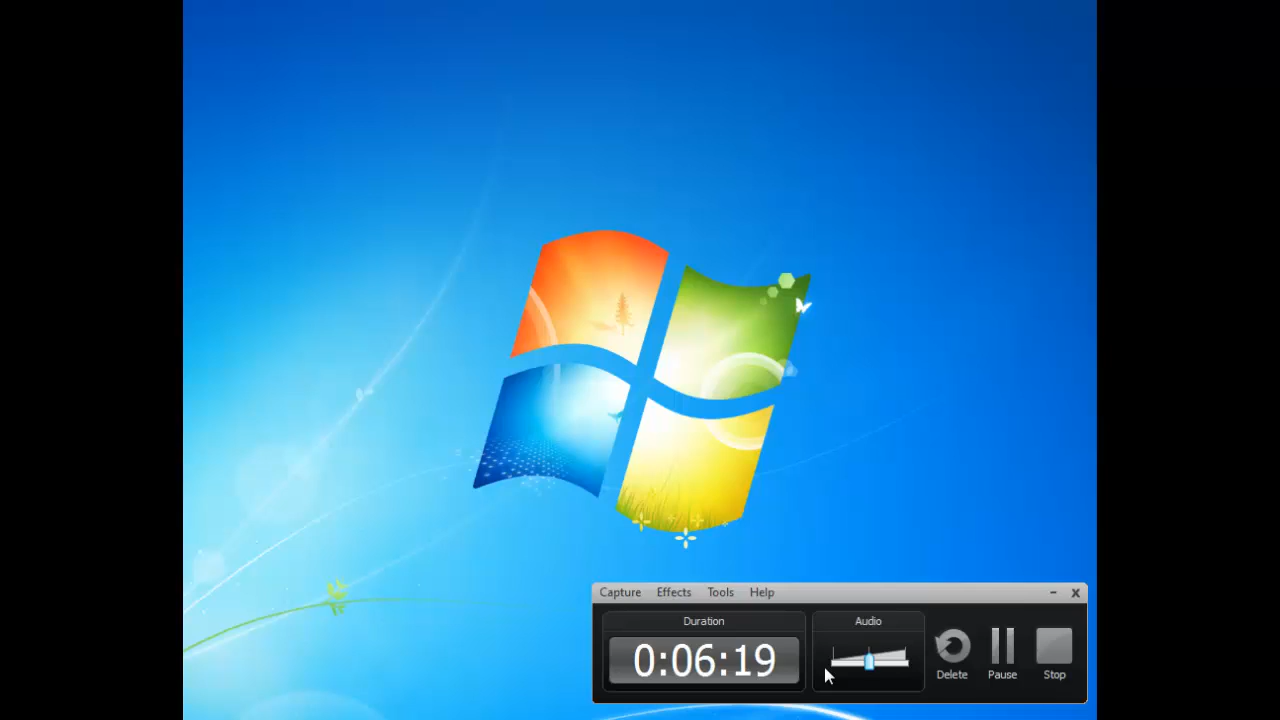 Capture Effects Tools Help
Duration
Audio
0:06:19
Delete Pause Stop